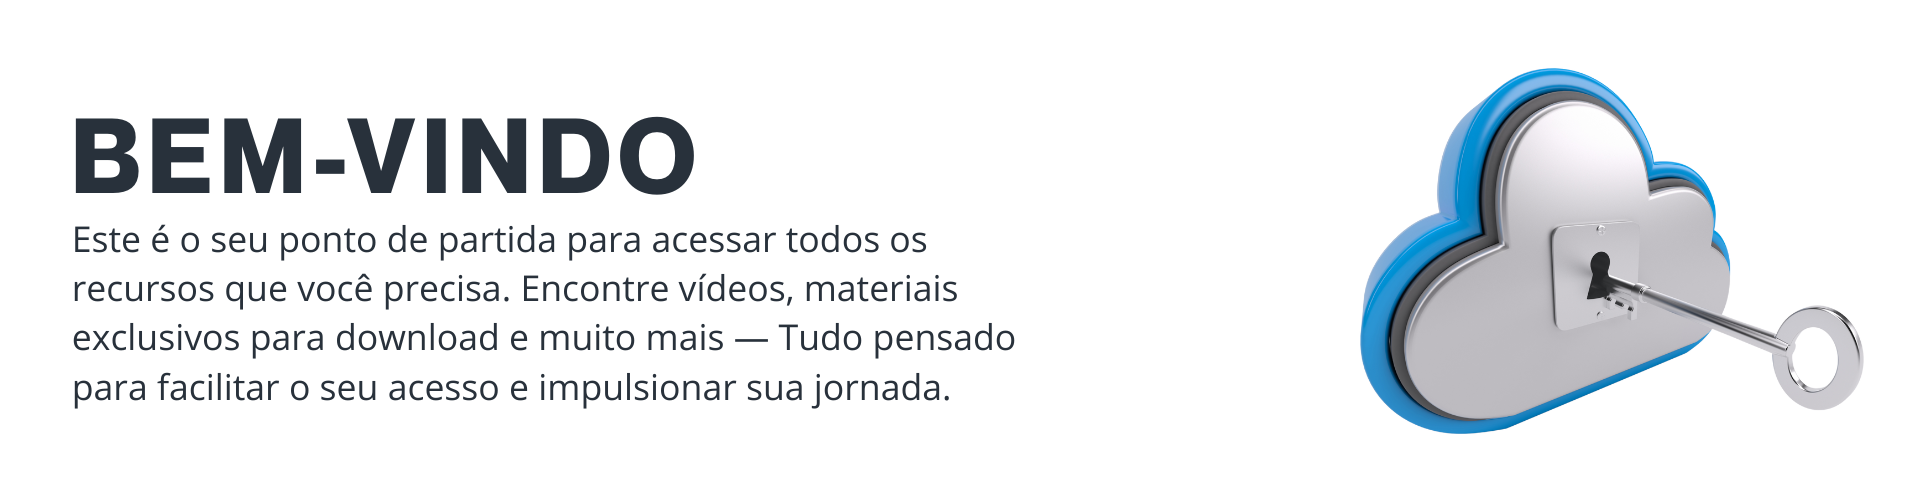 BEM-VINDO
Este é o seu ponto de partida para acessar todos os
recursos que você precisa. Encontre vídeos, materiais
exclusivos para download e muito mais — Tudo pensado
para facilitar o seu acesso e impulsionar sua jornada.